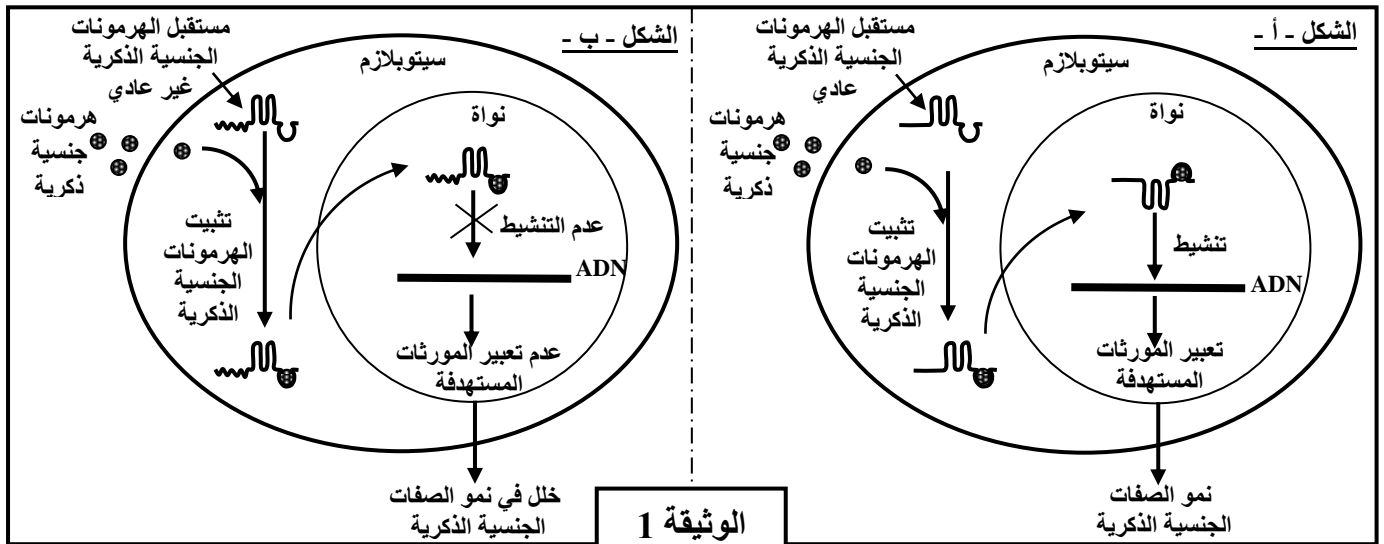 الشكل - أ -
مستقبل الهرمونات
الجنسية الذكرية
عادي
سيتوبلازم
نواة
هرمونات
جنسية
ذكرية
تثبيت
الهرمونات
الجنسية
الذكرية
تنشيط
ADN
تعبير المورثات
المستهدفة
نمو الصفات
الجنسية الذكرية
الشكل - ب -
مستقبل الهرمونات
الجنسية الذكرية
غير عادي
سيتوبلازم
نواة
هرمونات
جنسية
ذكرية
تثبيت
الهرمونات
الجنسية
الذكرية
عدم التنشيط
ADN
عدم تعبير المورثات
المستهدفة
خلل في نمو الصفات
الجنسية الذكرية
الوثيقة 1